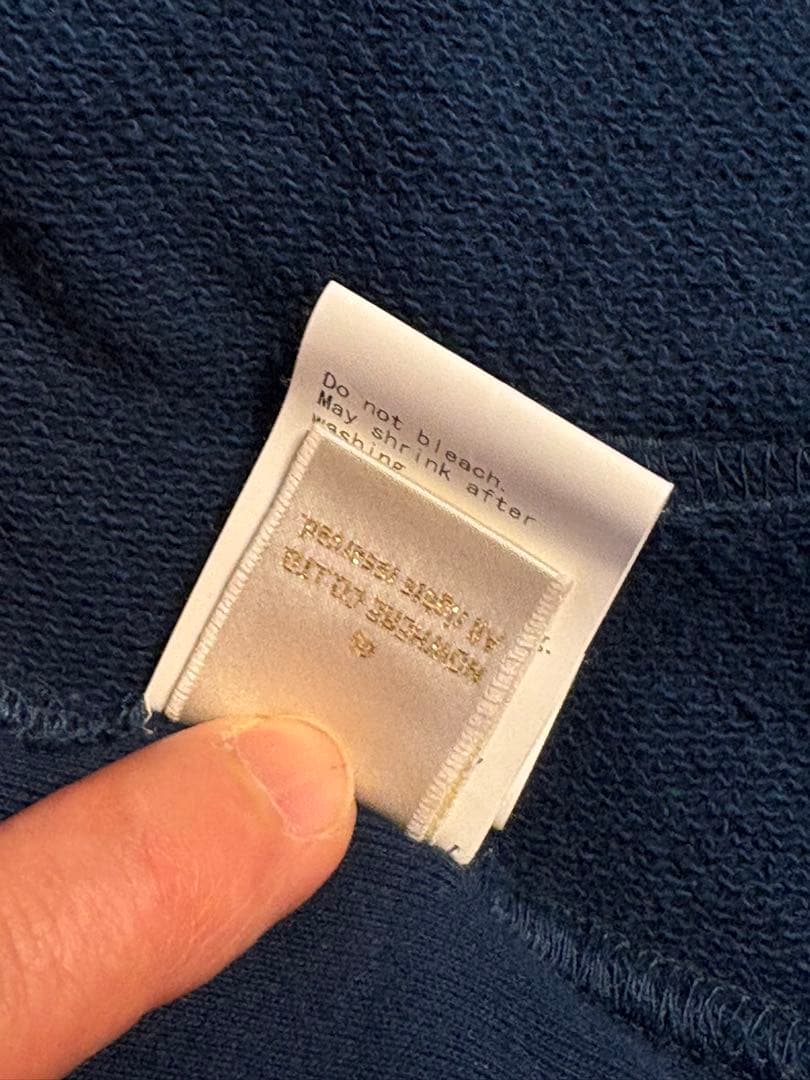 Do not bleach.
May shrink after
washing
©
NOWHERE CO.,LTD.
All rights reserved